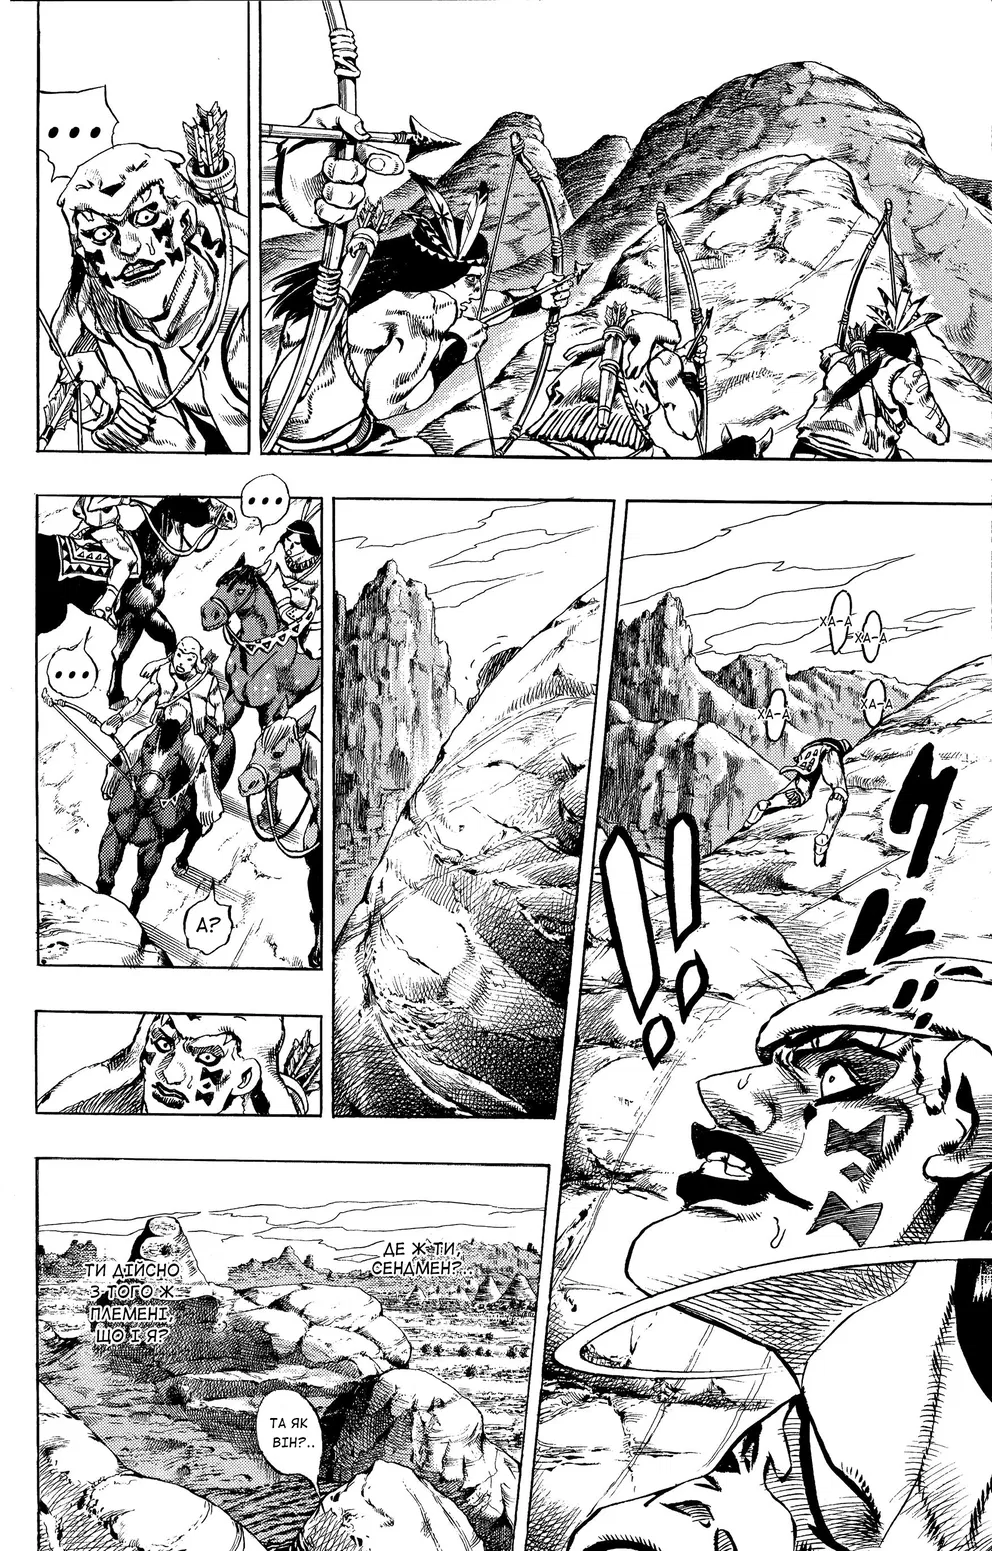 ...
...
...
А?
ХА-А
ХА-А
ХА-А
ХА-А
!!
ТИ ДІЙСНО
З ТОГО Ж
ПЛЕМЕНІ,
ЩО І Я?
ДЕ Ж ТИ,
СЕНДМЕН?..
ТА ЯК
ВІН?..